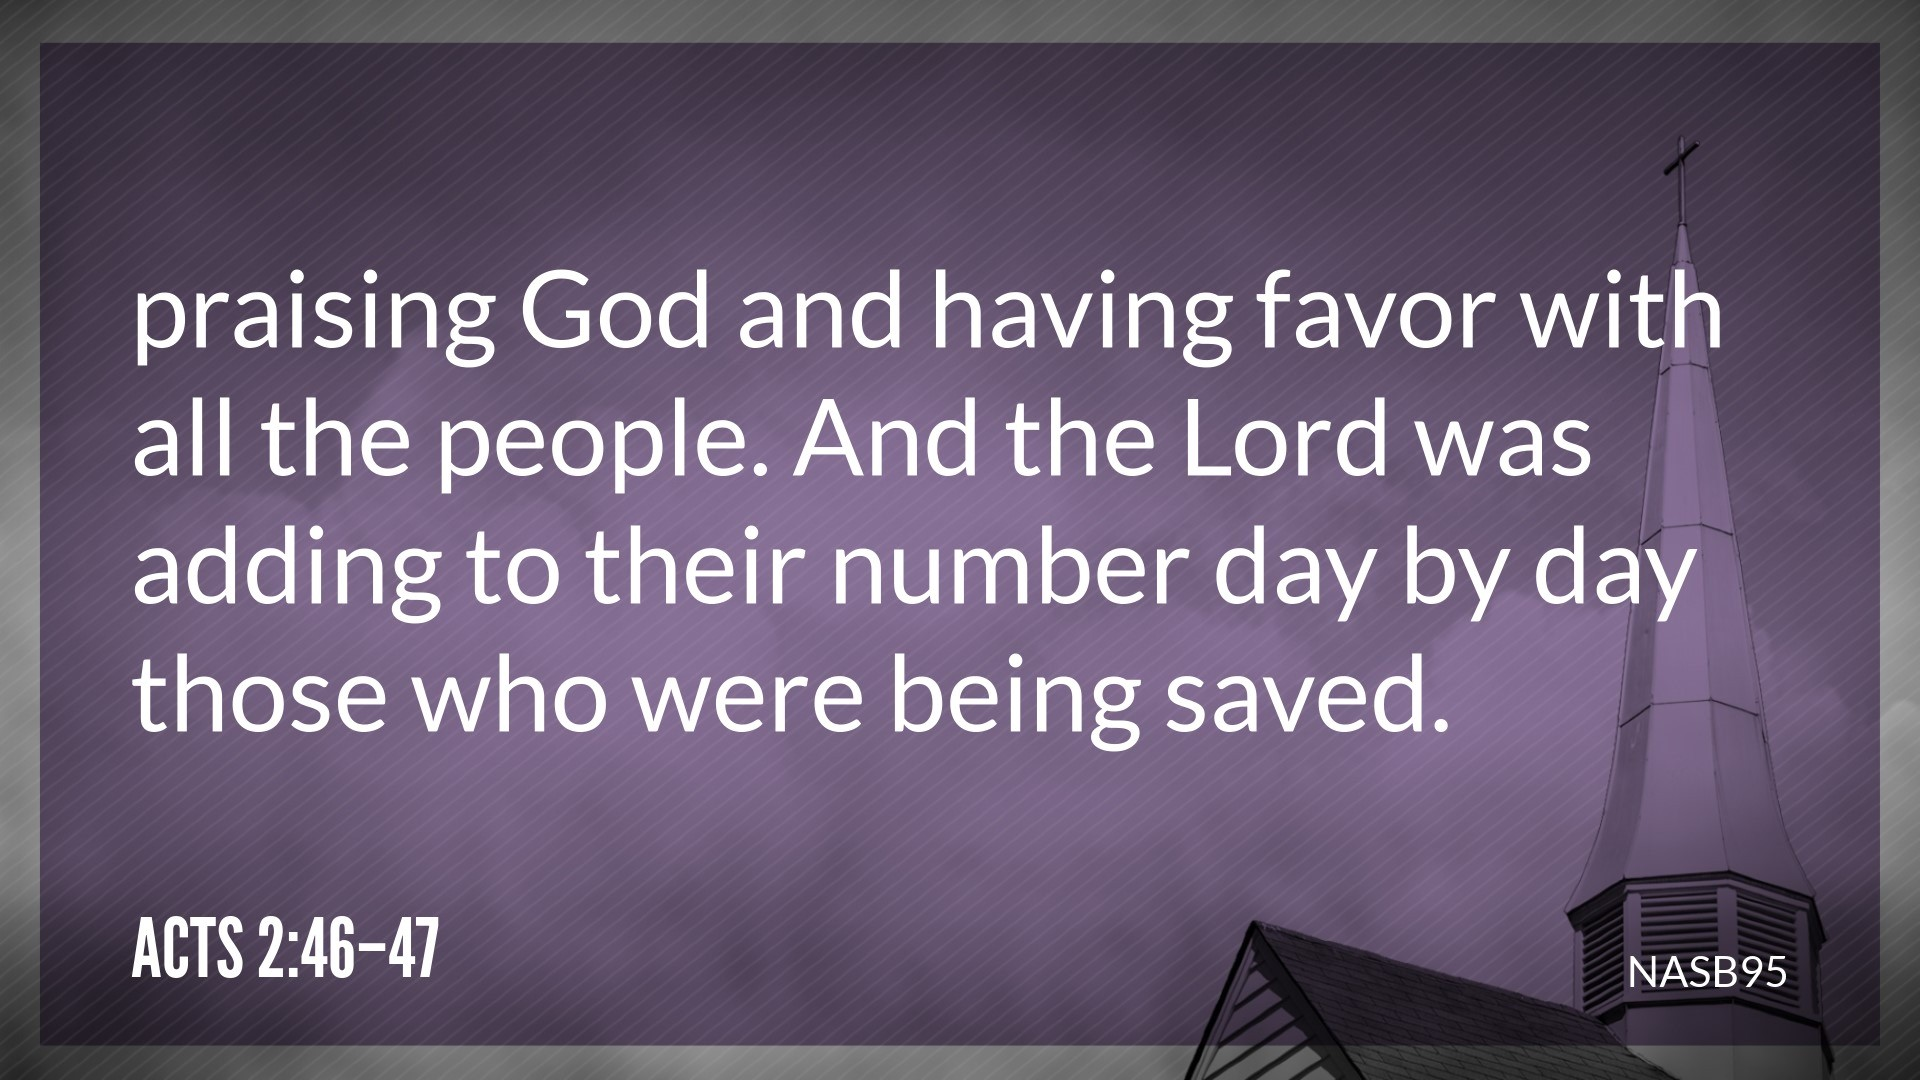 praising God and having favor with
all the people. And the Lord was
adding to their number day by day
those who were being saved.
ACTS 2:46–47
NASB95